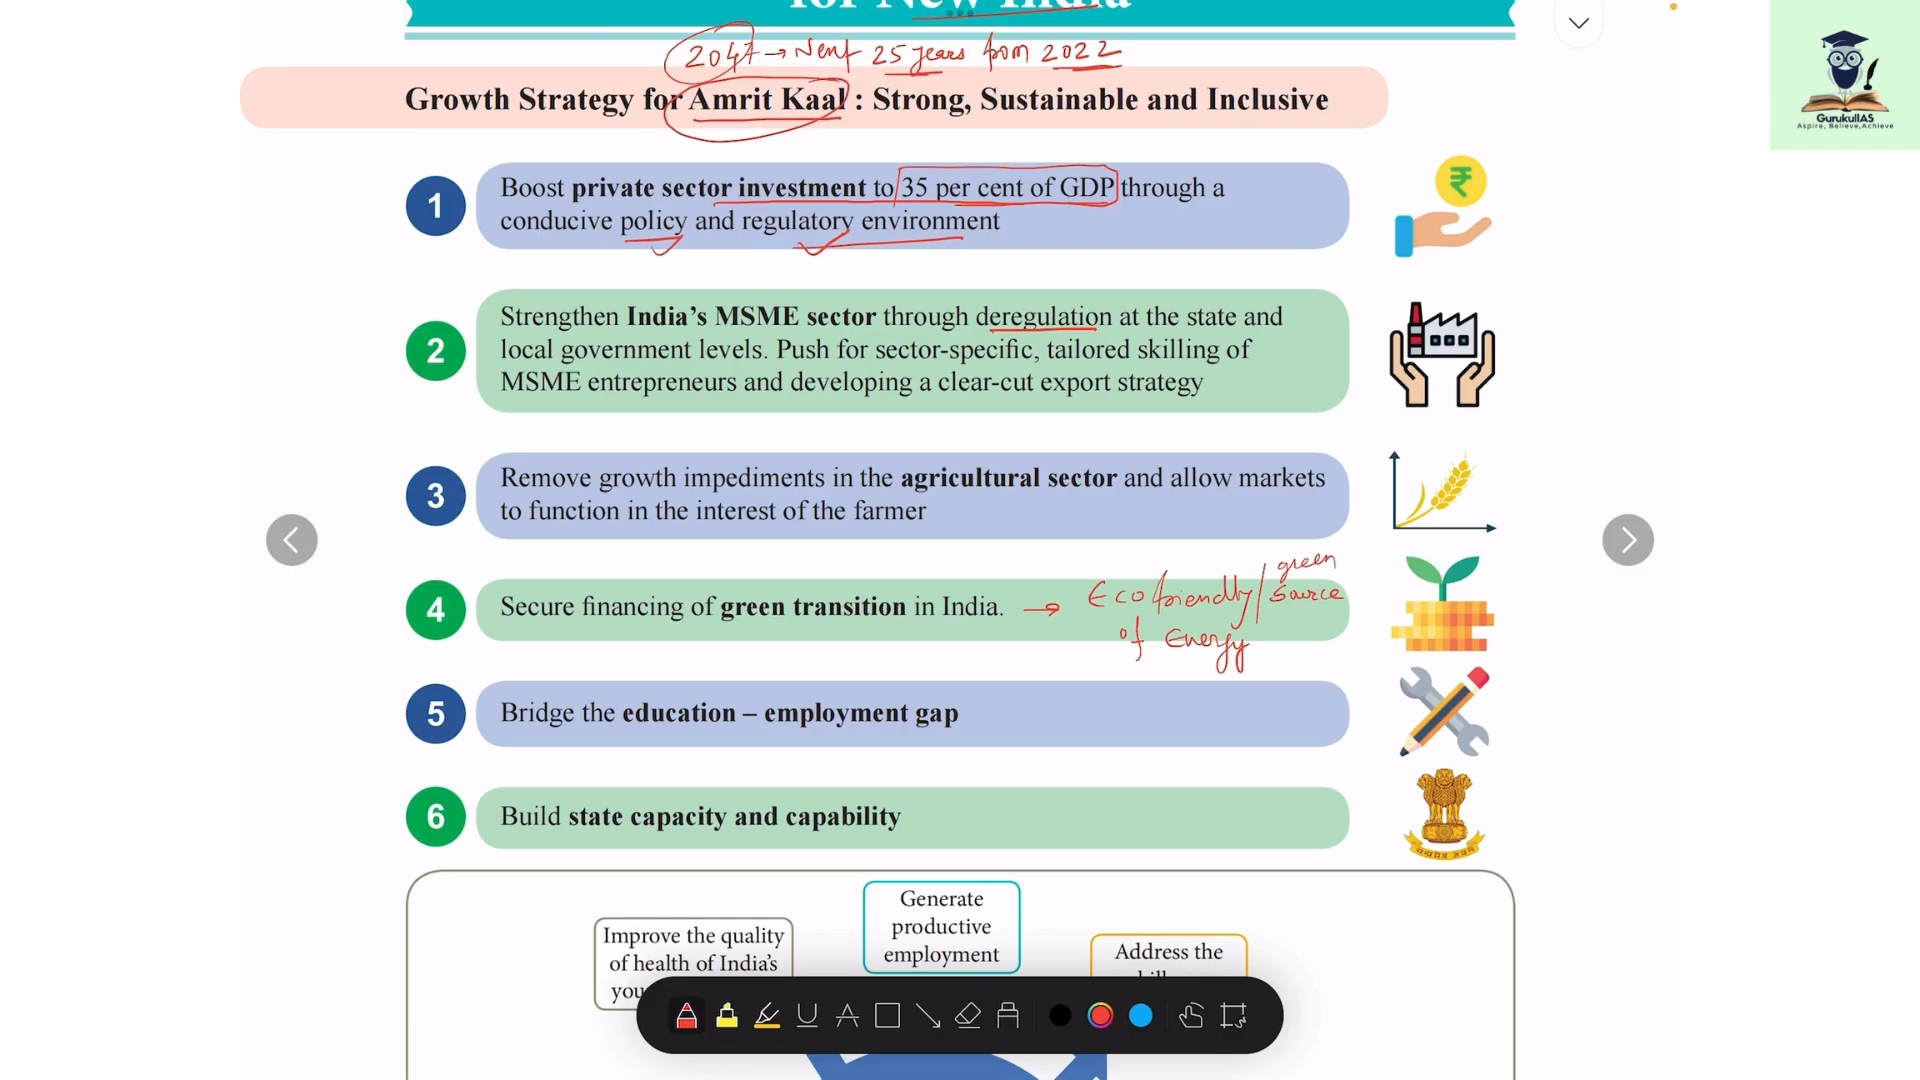 for New India
2047 → Next 25 years from 2022
Growth Strategy for Amrit Kaal : Strong, Sustainable and Inclusive
1
Boost private sector investment to 35 per cent of GDP through a
conducive policy and regulatory environment
2
Strengthen India’s MSME sector through deregulation at the state and
local government levels. Push for sector-specific, tailored skilling of
MSME entrepreneurs and developing a clear-cut export strategy
3
Remove growth impediments in the agricultural sector and allow markets
to function in the interest of the farmer
4
Secure financing of green transition in India.
→ Eco friendly/green source
of Energy
5
Bridge the education – employment gap
6
Build state capacity and capability
Improve the quality
of health of India’s
Generate
productive
employment
Address the
GurukulIAS
Aspire, Believe,Achieve